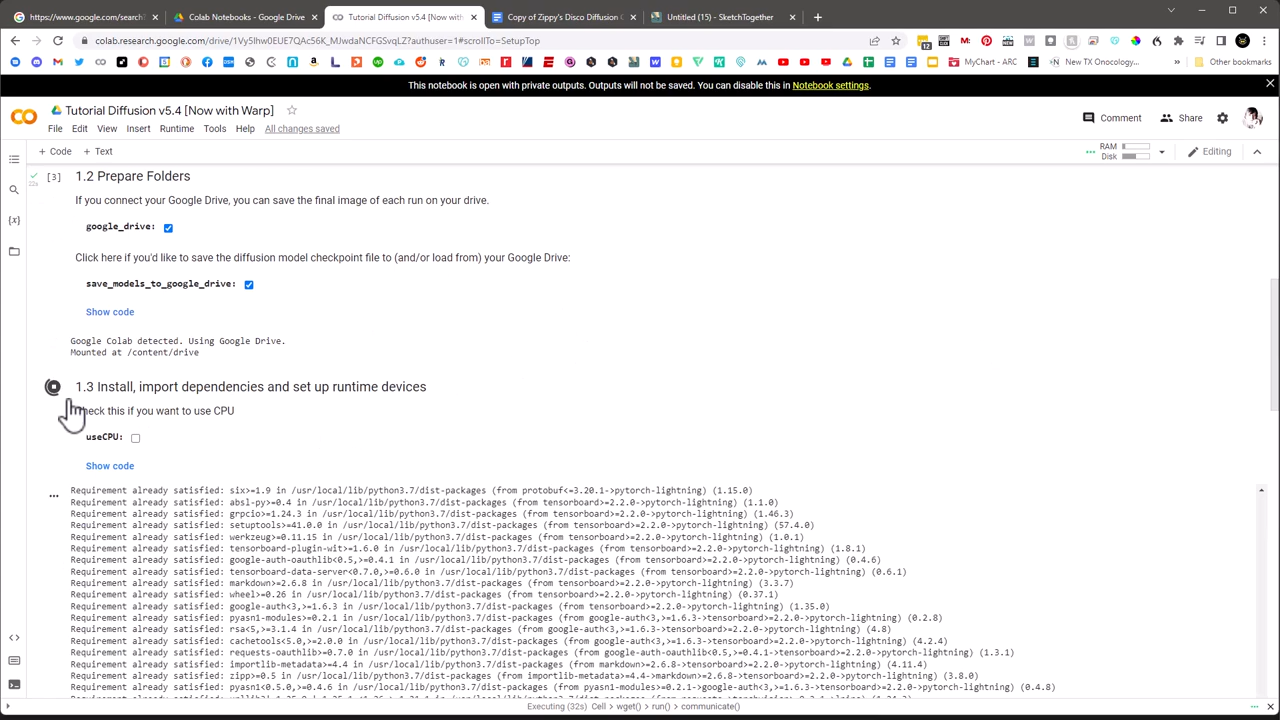 https://www.google.com/search?
Colab Notebooks - Google Drive
Tutorial Diffusion v5.4 [Now with
Copy of Zippy's Disco Diffusion C
Untitled (15) - SketchTogether
colab.research.google.com/drive/1Vy5Ihw0EUE7QAc56K_MJwdaNCFGSvqLZ?authuser=1#scrollTo=SetupTop
MyChart - ARC
New TX Oncology...
Other bookmarks
This notebook is open with private outputs. Outputs will not be saved. You can disable this in Notebook settings.
Tutorial Diffusion v5.4 [Now with Warp]
Comment
Share
File Edit View Insert Runtime Tools Help All changes saved
+ Code + Text
RAM
Disk
Editing
[3]
22s
1.2 Prepare Folders
If you connect your Google Drive, you can save the final image of each run on your drive.
google_drive:
Click here if you'd like to save the diffusion model checkpoint file to (and/or load from) your Google Drive:
save_models_to_google_drive:
Show code
Google Colab detected. Using Google Drive.
Mounted at /content/drive
1.3 Install, import dependencies and set up runtime devices
heck this if you want to use CPU
useCPU:
Show code
Requirement already satisfied: six>=1.9 in /usr/local/lib/python3.7/dist-packages (from protobuf<=3.20.1->pytorch-lightning) (1.15.0)
Requirement already satisfied: absl-py>=0.4 in /usr/local/lib/python3.7/dist-packages (from tensorboard>=2.2.0->pytorch-lightning) (1.1.0)
Requirement already satisfied: grpcio>=1.24.3 in /usr/local/lib/python3.7/dist-packages (from tensorboard>=2.2.0->pytorch-lightning) (1.46.3)
Requirement already satisfied: setuptools>=41.0.0 in /usr/local/lib/python3.7/dist-packages (from tensorboard>=2.2.0->pytorch-lightning) (57.4.0)
Requirement already satisfied: werkzeug>=0.11.15 in /usr/local/lib/python3.7/dist-packages (from tensorboard>=2.2.0->pytorch-lightning) (1.0.1)
Requirement already satisfied: tensorboard-plugin-wit>=1.6.0 in /usr/local/lib/python3.7/dist-packages (from tensorboard>=2.2.0->pytorch-lightning) (1.8.1)
Requirement already satisfied: google-auth-oauthlib<0.5,>=0.4.1 in /usr/local/lib/python3.7/dist-packages (from tensorboard>=2.2.0->pytorch-lightning) (0.4.6)
Requirement already satisfied: tensorboard-data-server<0.7.0,>=0.6.0 in /usr/local/lib/python3.7/dist-packages (from tensorboard>=2.2.0->pytorch-lightning) (0.6.1)
Requirement already satisfied: markdown>=2.6.8 in /usr/local/lib/python3.7/dist-packages (from tensorboard>=2.2.0->pytorch-lightning) (3.3.7)
Requirement already satisfied: wheel>=0.26 in /usr/local/lib/python3.7/dist-packages (from tensorboard>=2.2.0->pytorch-lightning) (0.37.1)
Requirement already satisfied: google-auth<3,>=1.6.3 in /usr/local/lib/python3.7/dist-packages (from tensorboard>=2.2.0->pytorch-lightning) (1.35.0)
Requirement already satisfied: pyasn1-modules>=0.2.1 in /usr/local/lib/python3.7/dist-packages (from google-auth<3,>=1.6.3->tensorboard>=2.2.0->pytorch-lightning) (0.2.8)
Requirement already satisfied: rsa<5,>=3.1.4 in /usr/local/lib/python3.7/dist-packages (from google-auth<3,>=1.6.3->tensorboard>=2.2.0->pytorch-lightning) (4.8)
Requirement already satisfied: cachetools<5.0,>=2.0.0 in /usr/local/lib/python3.7/dist-packages (from google-auth<3,>=1.6.3->tensorboard>=2.2.0->pytorch-lightning) (4.2.4)
Requirement already satisfied: requests-oauthlib>=0.7.0 in /usr/local/lib/python3.7/dist-packages (from google-auth-oauthlib<0.5,>=0.4.1->tensorboard>=2.2.0->pytorch-lightning) (1.3.1)
Requirement already satisfied: importlib-metadata>=4.4 in /usr/local/lib/python3.7/dist-packages (from markdown>=2.6.8->tensorboard>=2.2.0->pytorch-lightning) (4.11.4)
Requirement already satisfied: zipp>=0.5 in /usr/local/lib/python3.7/dist-packages (from importlib-metadata>=4.4->markdown>=2.6.8->tensorboard>=2.2.0->pytorch-lightning) (3.8.0)
Requirement already satisfied: pyasn1<0.5.0,>=0.4.6 in /usr/local/lib/python3.7/dist-packages (from pyasn1-modules>=0.2.1->google-auth<3,>=1.6.3->tensorboard>=2.2.0->pytorch-lightning) (0.4.8)
Executing (32s) Cell > wget() > run() > communicate()